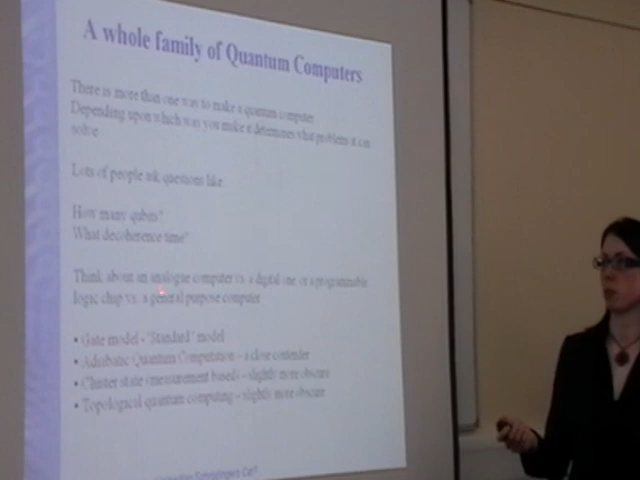 A whole family of Quantum Computers
There is more than one way to make a quantum computer
Depending upon which way you make it determines what problems it can
solve
Lots of people ask questions like
How many qubits?
What decoherence time?
Think about an analogue computer vs. a digital one, or a programmable
logic chip vs. a general purpose computer
• Gate model - 'Standard' model
• Adiabatic Quantum Computation – a close contender
• Cluster state (measurement based) – slightly more obscure
• Topological quantum computing – slightly more obscure